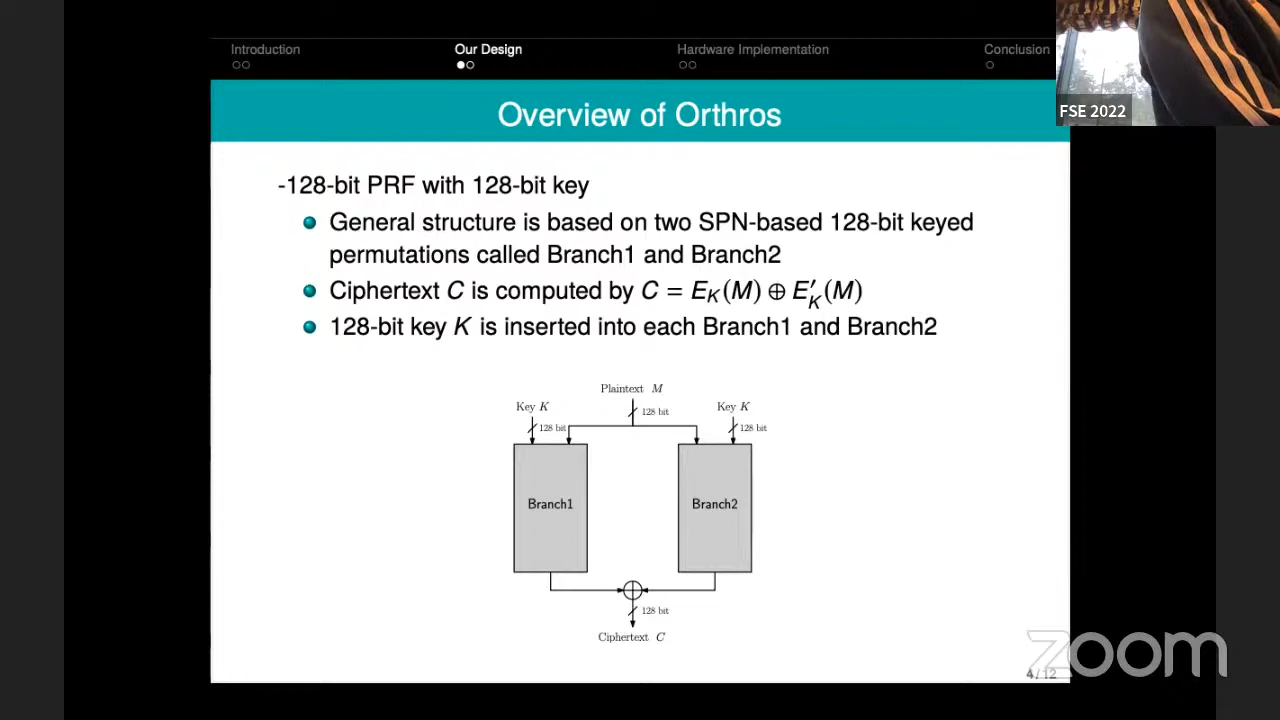 Introduction
Our Design
Hardware Implementation
Conclusion
FSE 2022
Overview of Orthros
-128-bit PRF with 128-bit key
General structure is based on two SPN-based 128-bit keyed
permutations called Branch1 and Branch2
Ciphertext C is computed by C = E_K(M) ⊕ E′_K(M)
128-bit key K is inserted into each Branch1 and Branch2
Plaintext M
Key K
128 bit
Key K
128 bit
128 bit
Branch1
Branch2
128 bit
Ciphertext C
zoom
4 / 12